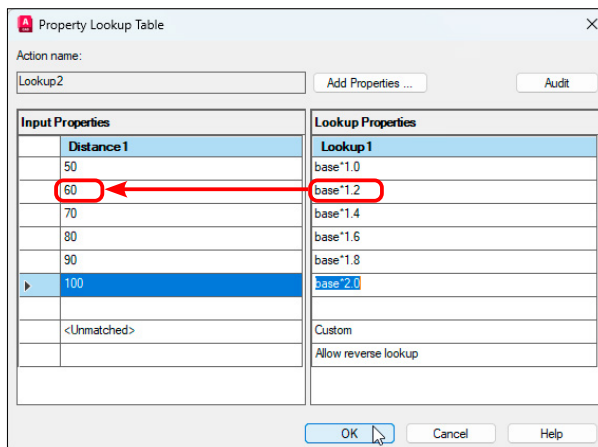 A CAD Property Lookup Table
Action name:
Lookup2 Add Properties ... Audit
Input Properties Lookup Properties
Distance1 Lookup1
50 base*1.0
60 base*1.2
70 base*1.4
80 base*1.6
90 base*1.8
100 base*2.0
<Unmatched> Custom
Allow reverse lookup
OK Cancel Help